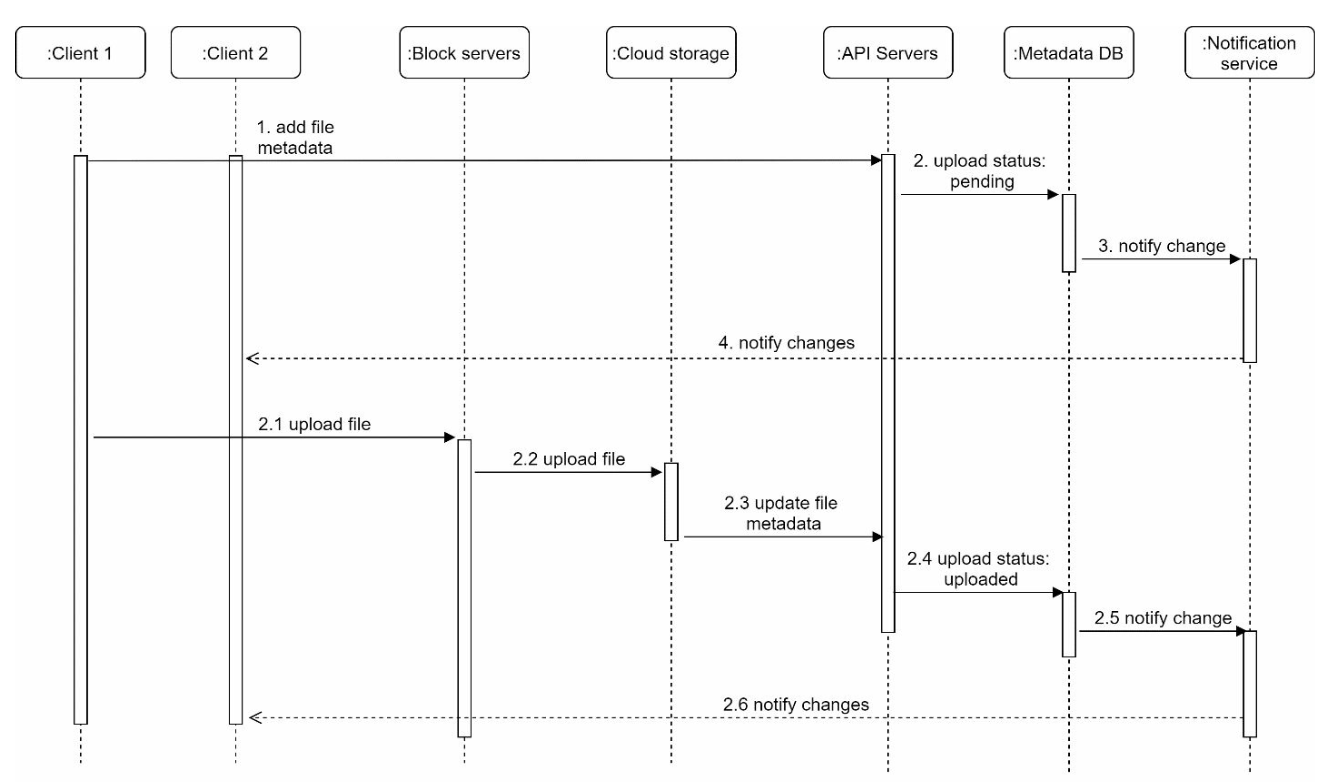 :Client 1
:Client 2
:Block servers
:Cloud storage
:API Servers
:Metadata DB
:Notification
service
1. add file
metadata
2. upload status:
pending
3. notify change
4. notify changes
2.1 upload file
2.2 upload file
2.3 update file
metadata
2.4 upload status:
uploaded
2.5 notify change
2.6 notify changes